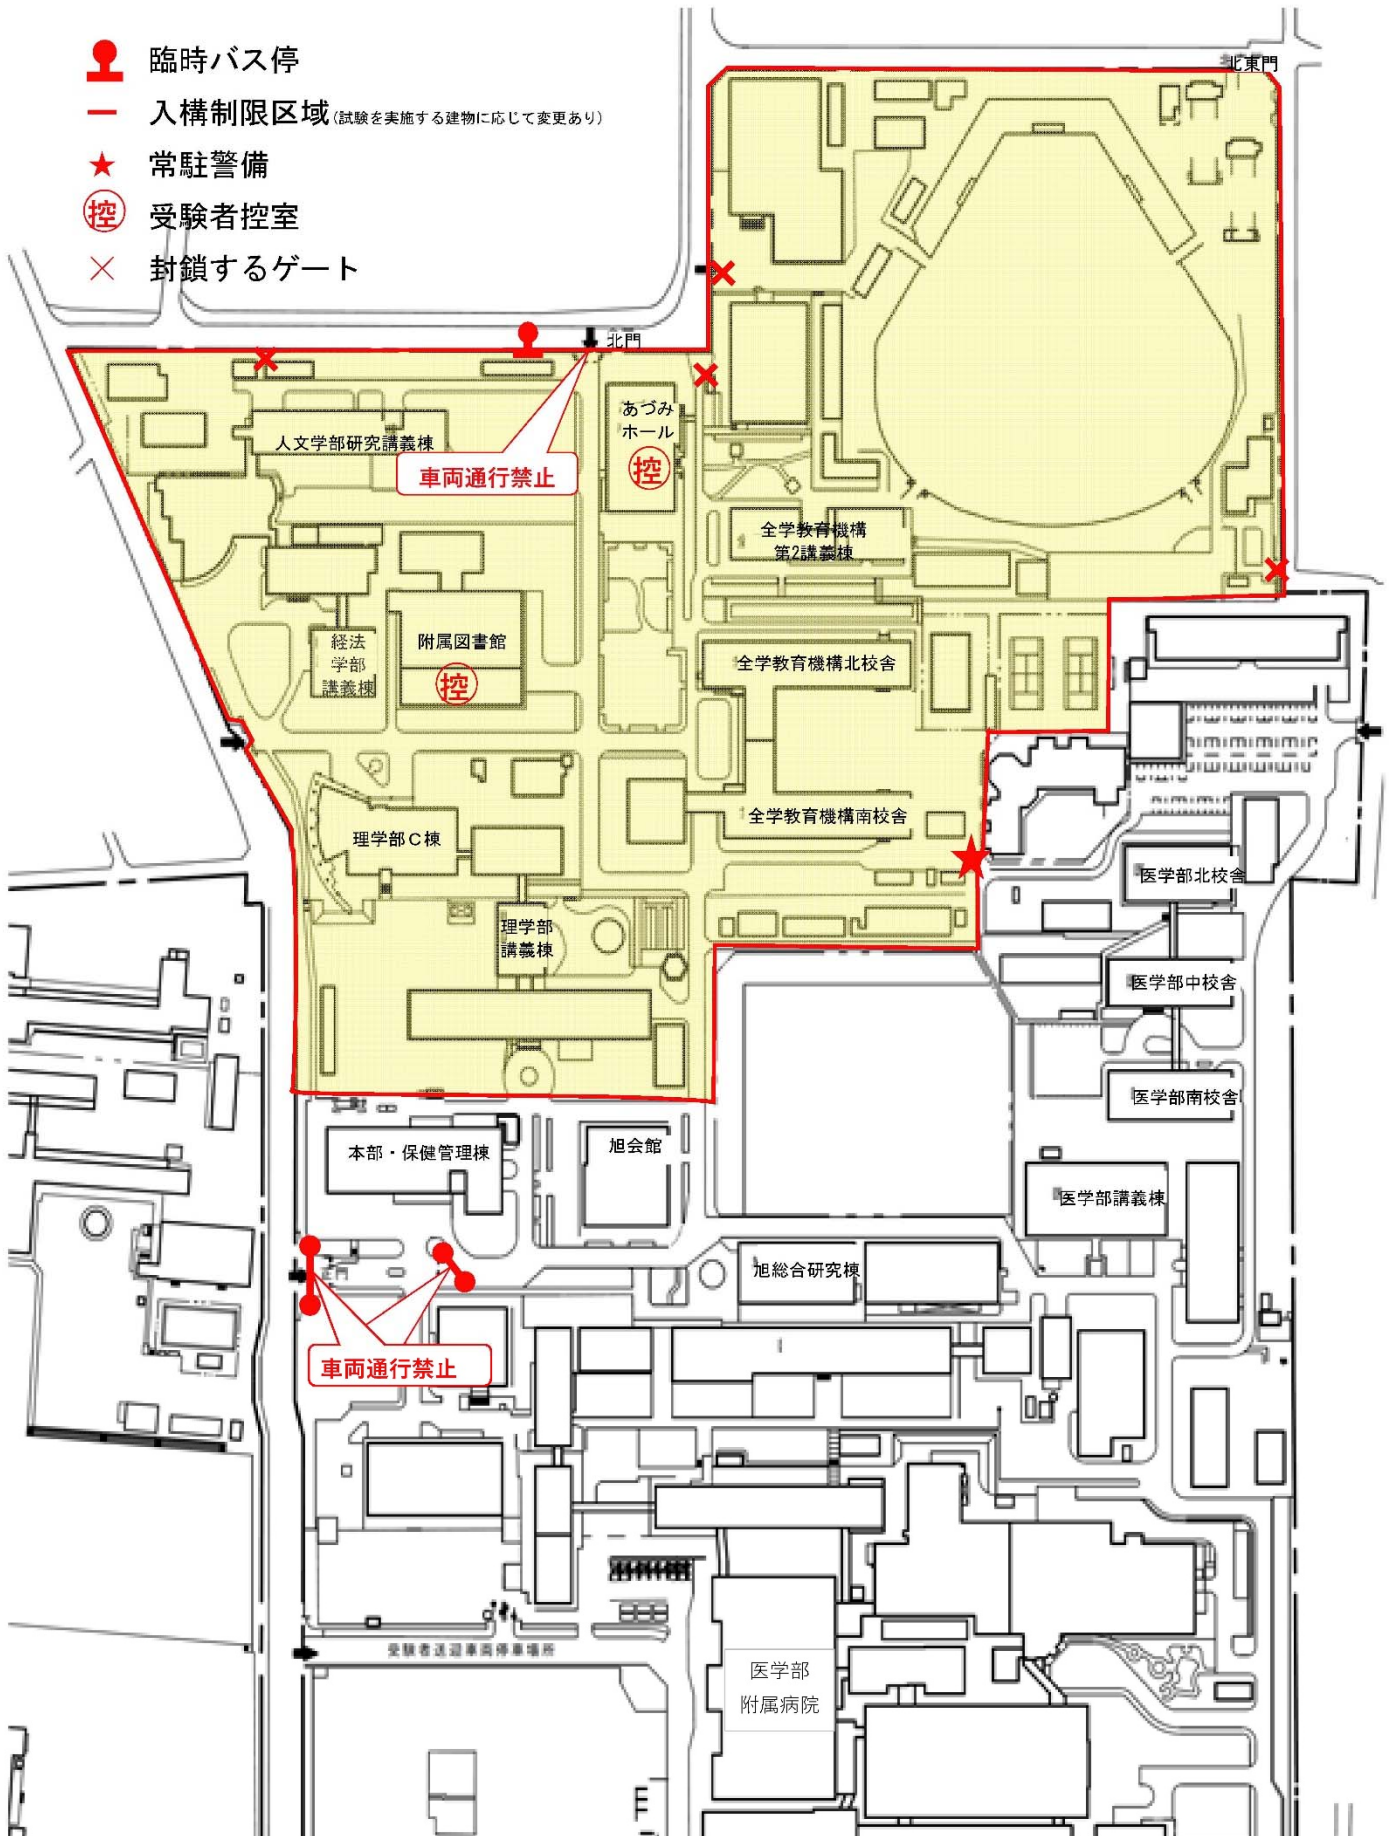 臨時バス停
入構制限区域(試験を実施する建物に応じて変更あり)
常駐警備
控 受験者控室
封鎖するゲート
北東門
北門
あづみ
ホール
控
人文学部研究講義棟
車両通行禁止
全学教育機構
第2講義棟
経法
学部
講義棟
附属図書館
控
全学教育機構北校舎
全学教育機構南校舎
理学部C棟
理学部
講義棟
医学部北校舎
医学部中校舎
医学部南校舎
本部・保健管理棟
旭会館
医学部講義棟
正門
旭総合研究棟
車両通行禁止
受験者送迎車両停車場所
医学部
附属病院